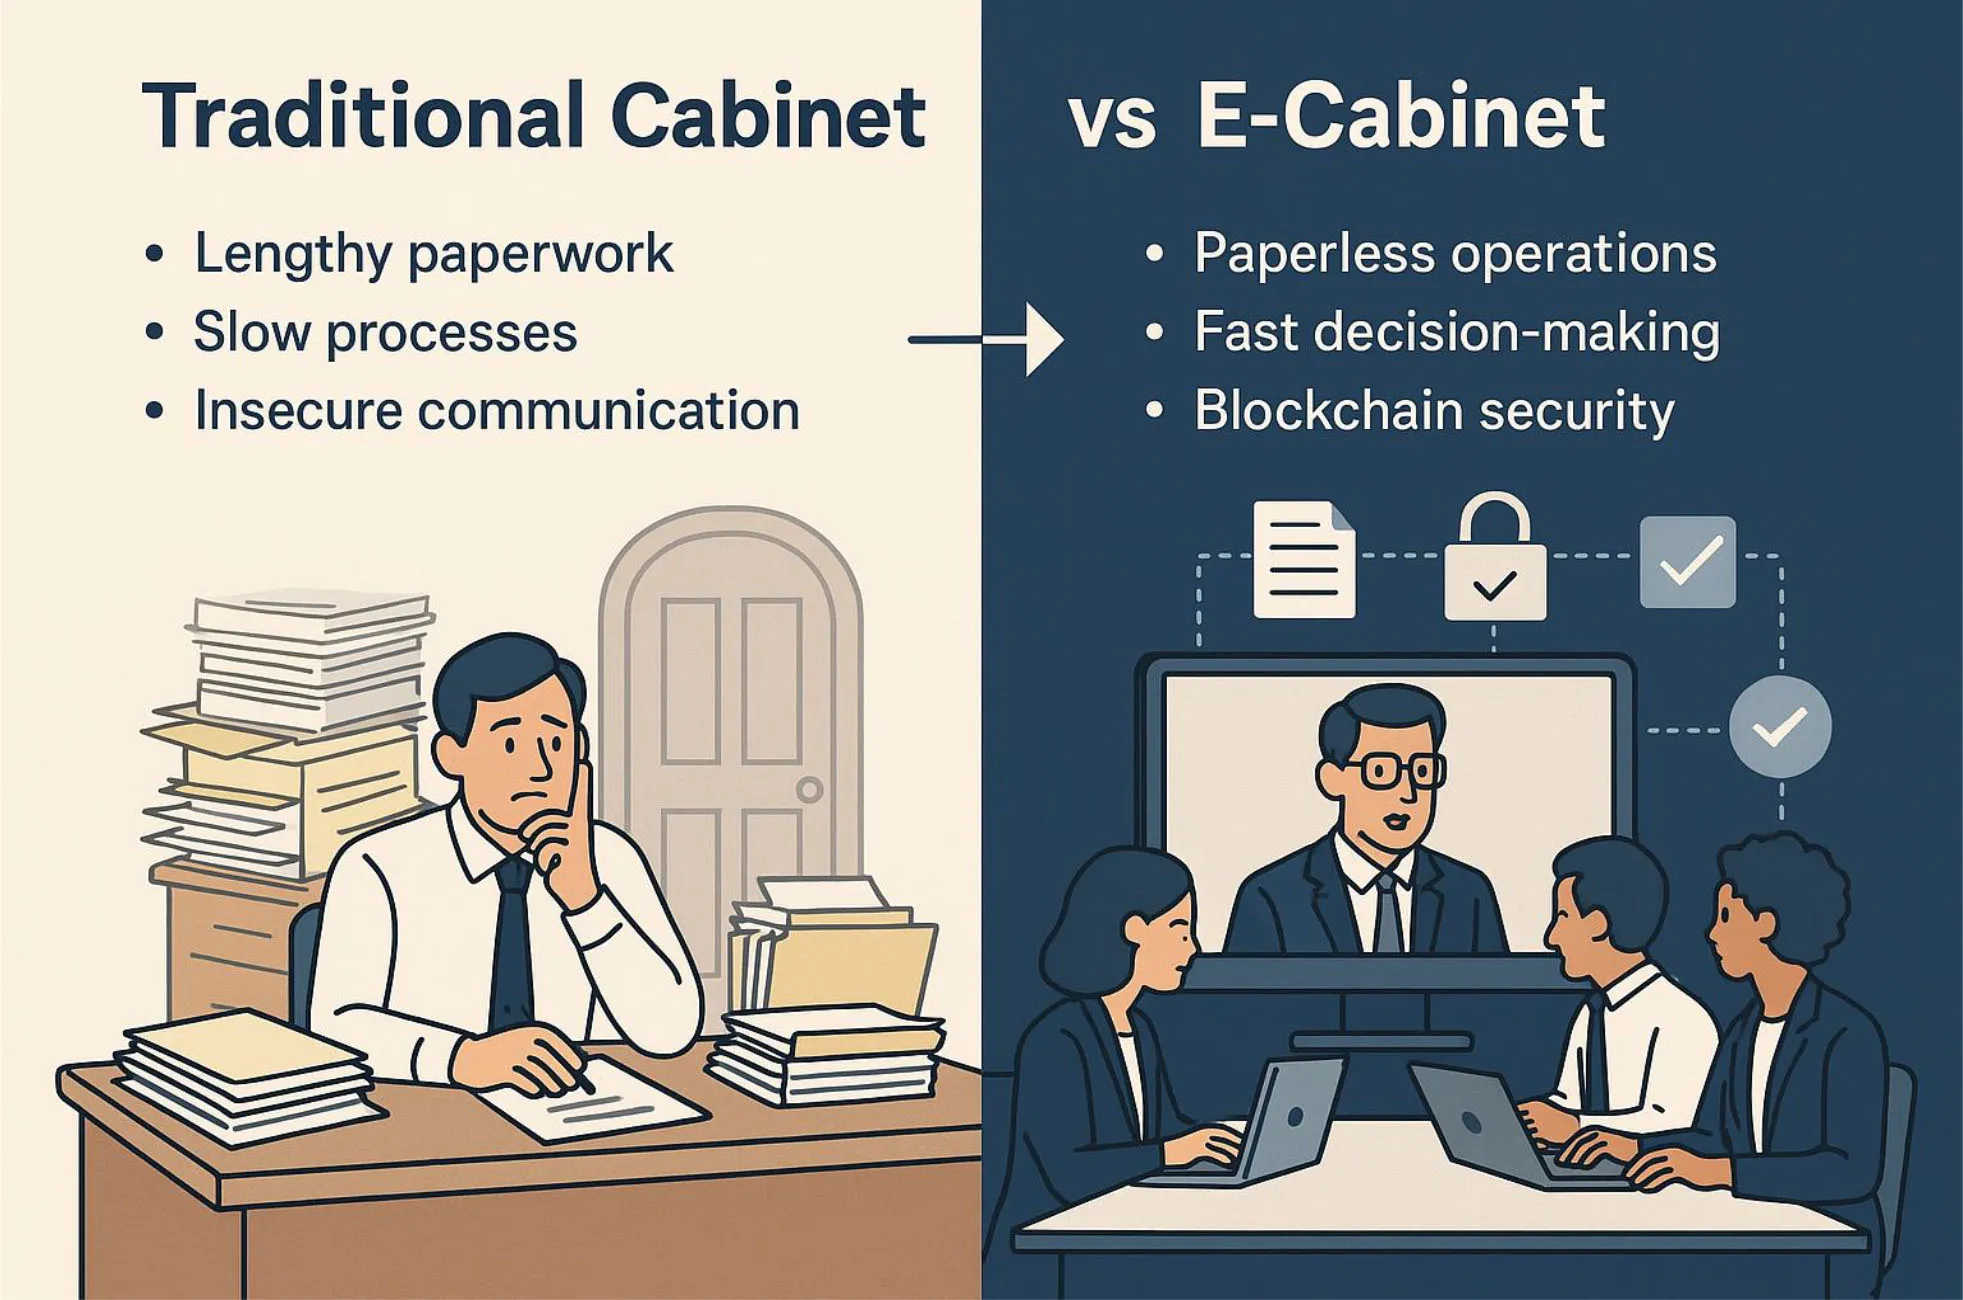 Traditional Cabinet vs E-Cabinet
• Lengthy paperwork
• Slow processes
• Insecure communication
• Paperless operations
• Fast decision-making
• Blockchain security